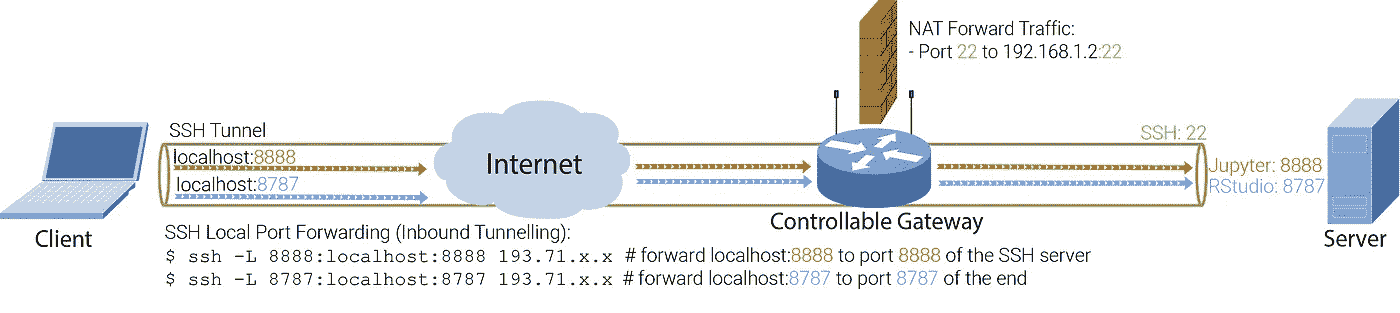 NAT Forward Traffic:
- Port 22 to 192.168.1.2:22
SSH Tunnel
SSH: 22
localhost:8888
Internet
Jupyter: 8888
localhost:8787
RStudio: 8787
Controllable Gateway
Client
Server
SSH Local Port Forwarding (Inbound Tunnelling):
$ ssh -L 8888:localhost:8888 193.71.x.x # forward localhost:8888 to port 8888 of the SSH server
$ ssh -L 8787:localhost:8787 193.71.x.x # forward localhost:8787 to port 8787 of the end